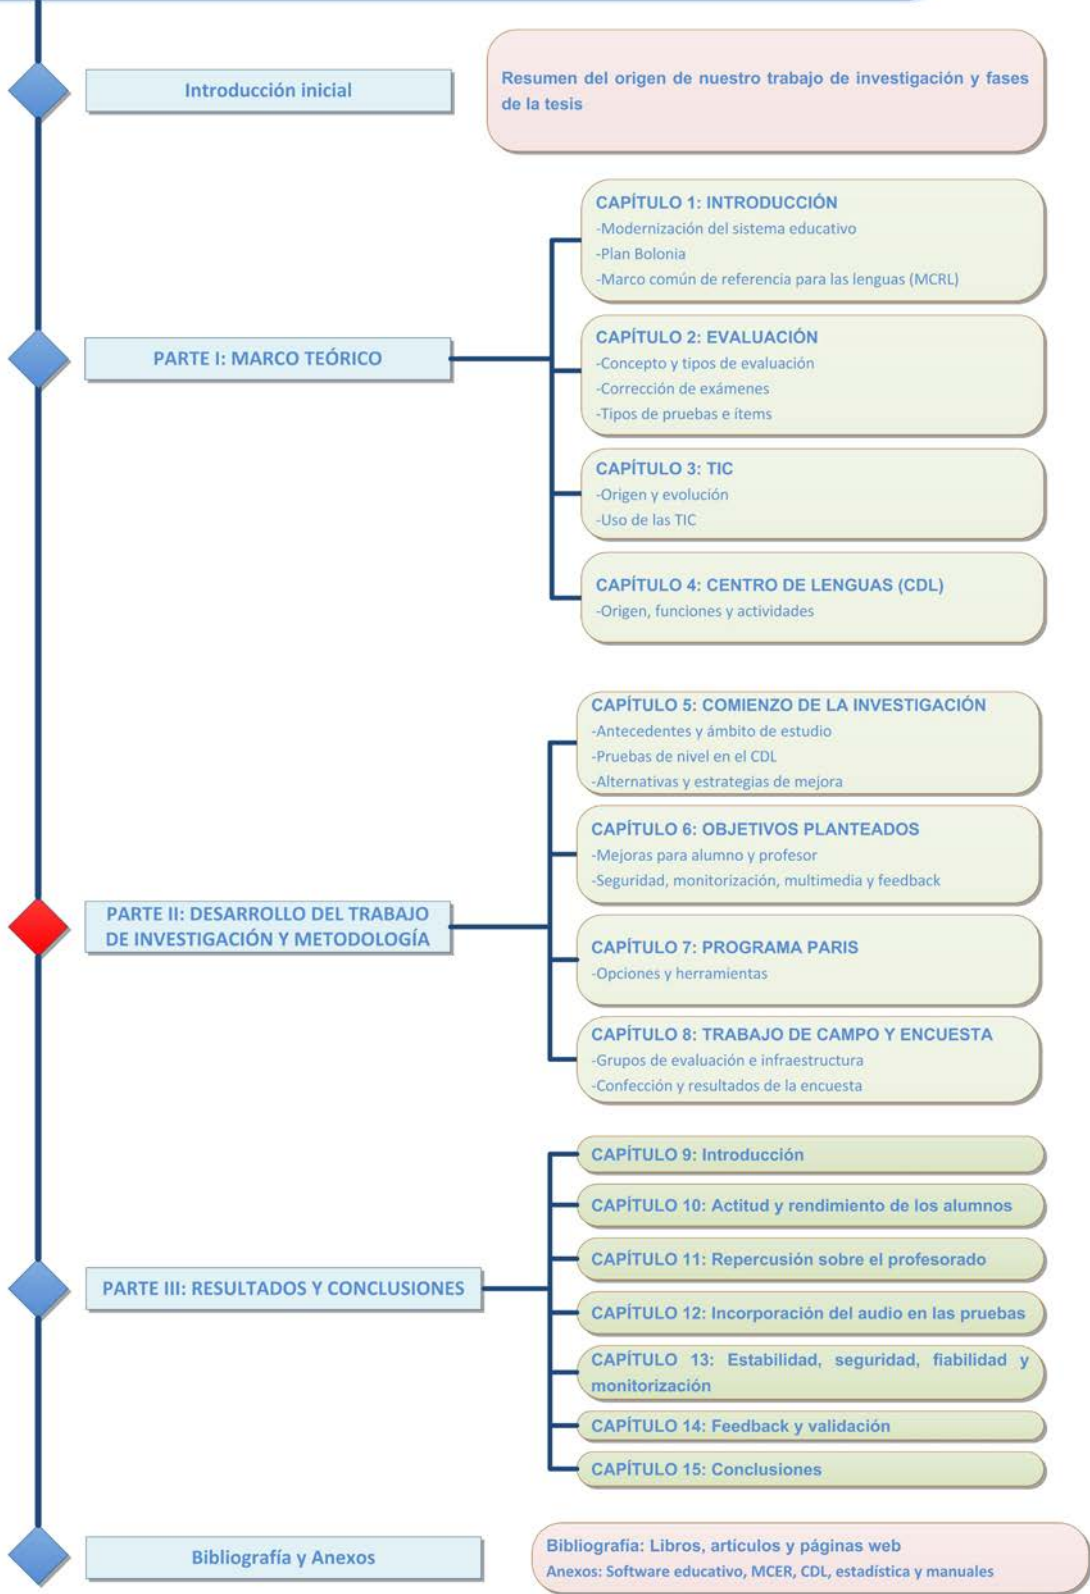 Introducción inicial
Resumen del origen de nuestro trabajo de investigación y fases
de la tesis
PARTE I: MARCO TEÓRICO
CAPÍTULO 1: INTRODUCCIÓN
-Modernización del sistema educativo
-Plan Bolonia
-Marco común de referencia para las lenguas (MCRL)
CAPÍTULO 2: EVALUACIÓN
-Concepto y tipos de evaluación
-Corrección de exámenes
-Tipos de pruebas e ítems
CAPÍTULO 3: TIC
-Origen y evolución
-Uso de las TIC
CAPÍTULO 4: CENTRO DE LENGUAS (CDL)
-Origen, funciones y actividades
PARTE II: DESARROLLO DEL TRABAJO
DE INVESTIGACIÓN Y METODOLOGÍA
CAPÍTULO 5: COMIENZO DE LA INVESTIGACIÓN
-Antecedentes y ámbito de estudio
-Pruebas de nivel en el CDL
-Alternativas y estrategias de mejora
CAPÍTULO 6: OBJETIVOS PLANTEADOS
-Mejoras para alumno y profesor
-Seguridad, monitorización, multimedia y feedback
CAPÍTULO 7: PROGRAMA PARIS
-Opciones y herramientas
CAPÍTULO 8: TRABAJO DE CAMPO Y ENCUESTA
-Grupos de evaluación e infraestructura
-Confección y resultados de la encuesta
PARTE III: RESULTADOS Y CONCLUSIONES
CAPÍTULO 9: Introducción
CAPÍTULO 10: Actitud y rendimiento de los alumnos
CAPÍTULO 11: Repercusión sobre el profesorado
CAPÍTULO 12: Incorporación del audio en las pruebas
CAPÍTULO 13: Estabilidad, seguridad, fiabilidad y
monitorización
CAPÍTULO 14: Feedback y validación
CAPÍTULO 15: Conclusiones
Bibliografía y Anexos
Bibliografia: Libros, artículos y páginas web
Anexos: Software educativo, MCER, CDL, estadística y manuales